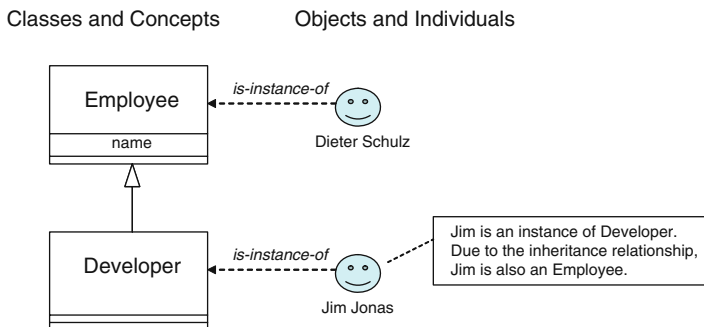 Classes and Concepts
Objects and Individuals
Employee
name
is-instance-of
Dieter Schulz
Developer
is-instance-of
Jim Jonas
Jim is an instance of Developer.
Due to the inheritance relationship,
Jim is also an Employee.